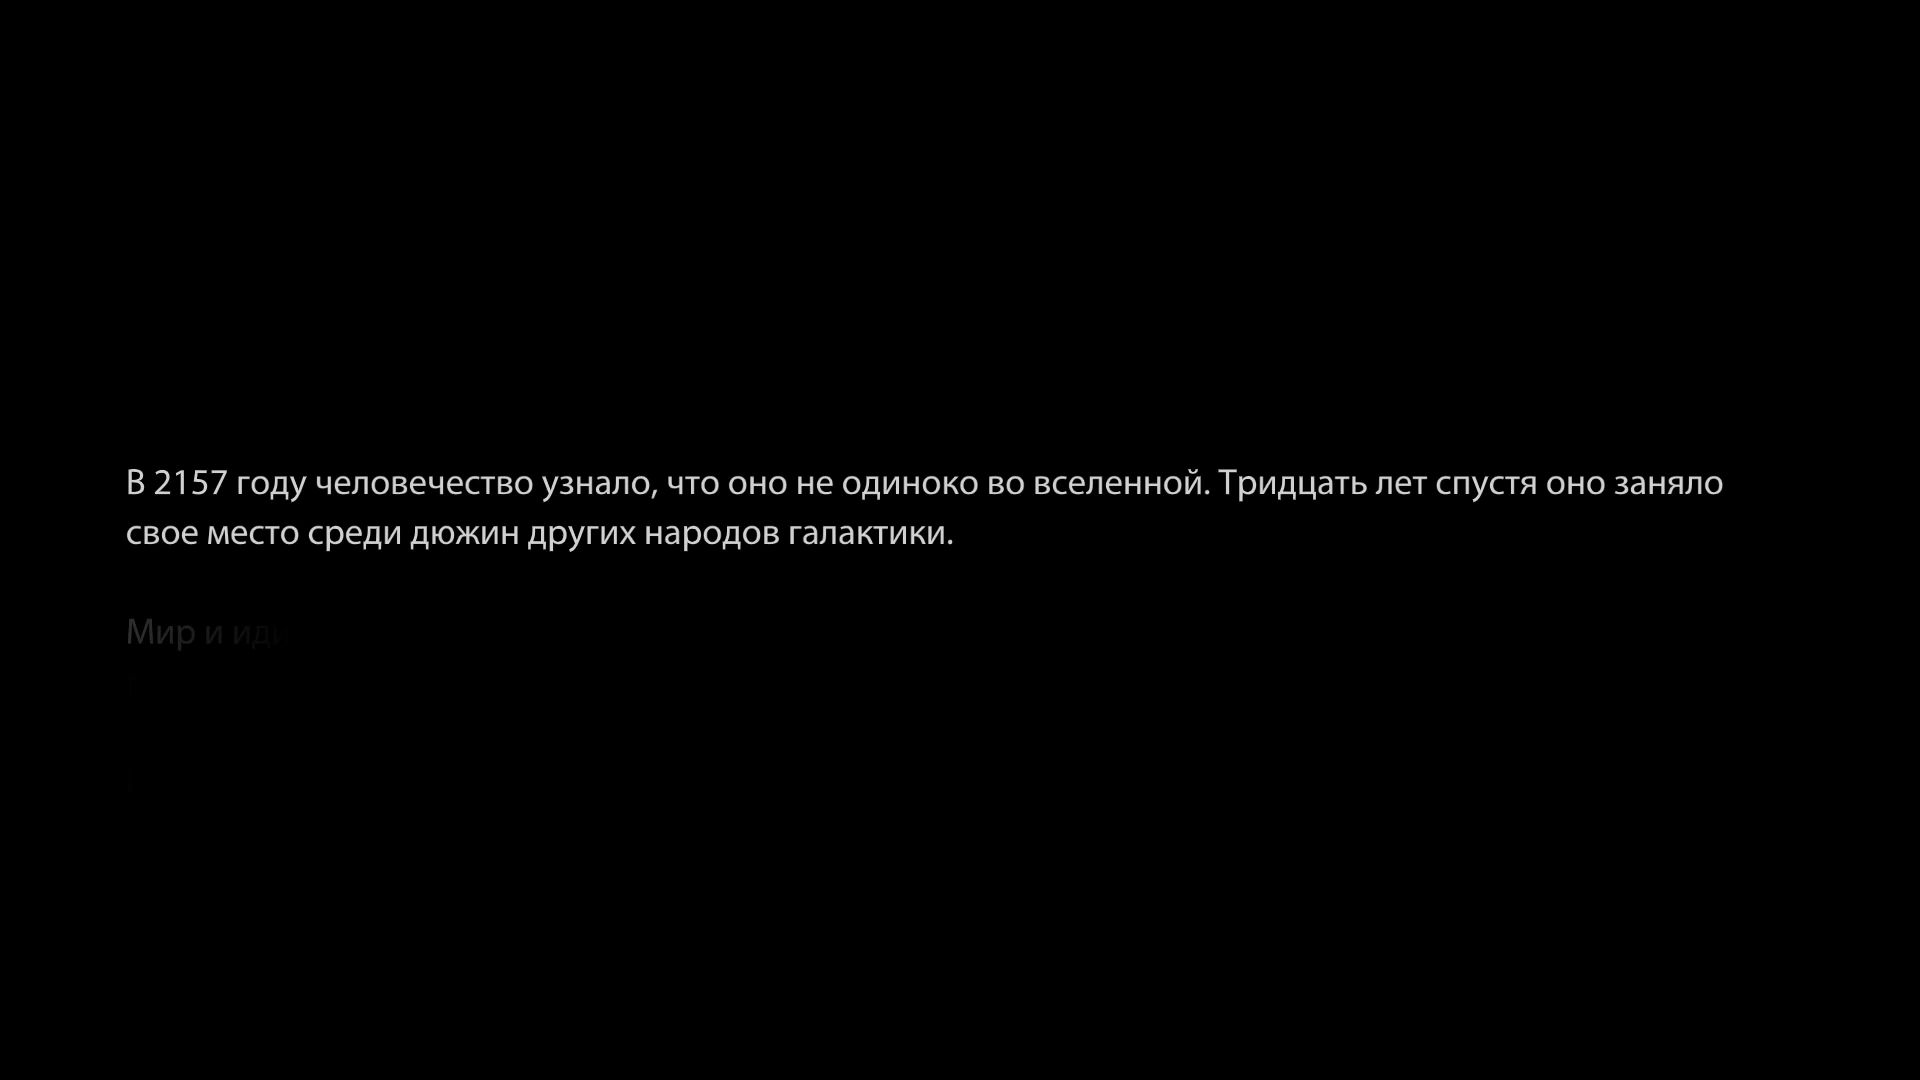 В 2157 году человечество узнало, что оно не одиноко во вселенной. Тридцать лет спустя оно заняло
свое место среди дюжин других народов галактики.
Мир и